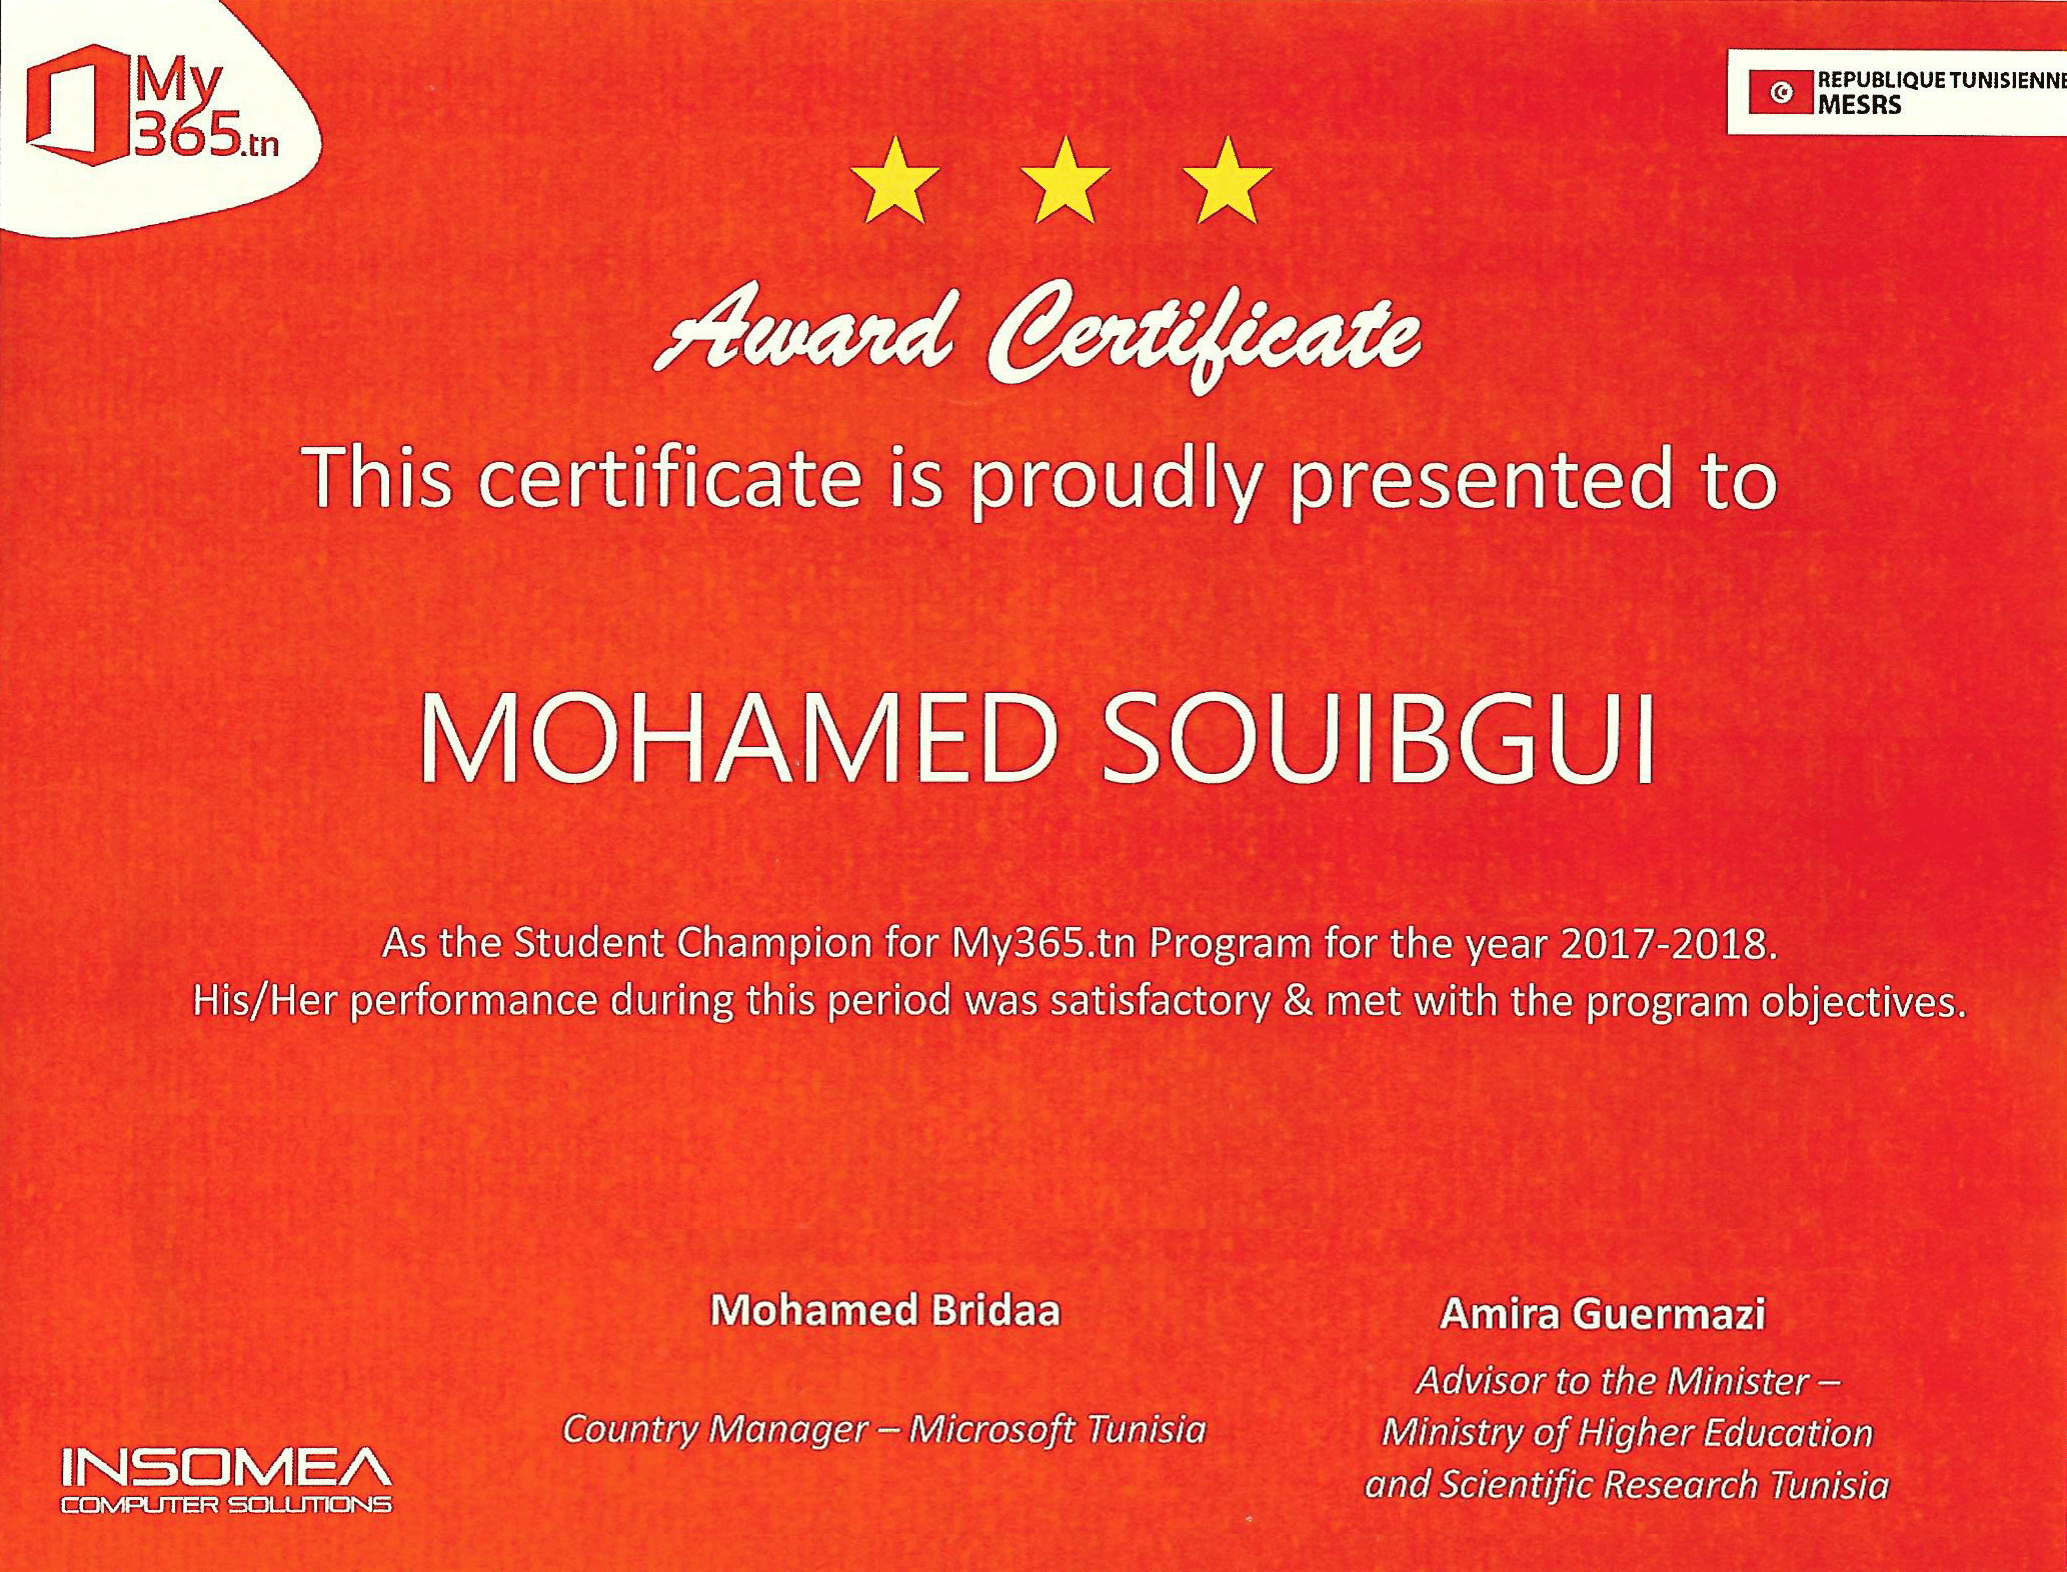 My
365.tn
REPUBLIQUE TUNISIENNE
MESRS
Award Certificate
This certificate is proudly presented to
MOHAMED SOUIBGUI
As the Student Champion for My365.tn Program for the year 2017-2018.
His/Her performance during this period was satisfactory & met with the program objectives.
Mohamed Bridaa
Country Manager – Microsoft Tunisia
Amira Guermazi
Advisor to the Minister –
Ministry of Higher Education
and Scientific Research Tunisia
INSOMEA
COMPUTER SOLUTIONS